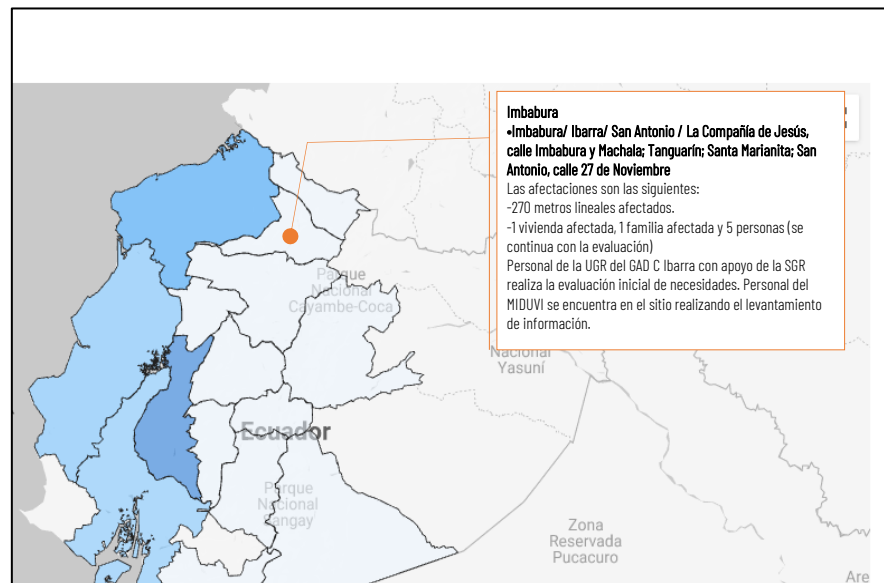 Imbabura
•Imbabura/ Ibarra/ San Antonio / La Compañía de Jesús,
calle Imbabura y Machala; Tanguarín; Santa Marianita; San
Antonio, calle 27 de Noviembre
Las afectaciones son las siguientes:
-270 metros lineales afectados.
-1 vivienda afectada, 1 familia afectada y 5 personas (se
continua con la evaluación)
Personal de la UGR del GAD C Ibarra con apoyo de la SGR
realiza la evaluación inicial de necesidades. Personal del
MIDUVI se encuentra en el sitio realizando el levantamiento
de información.
Parque
Nacional
Cayambe-Coca
Nacional
Yasuní
Ecuador
Parque
Nacional
Sangay
Zona
Reservada
Pucacuro
Are